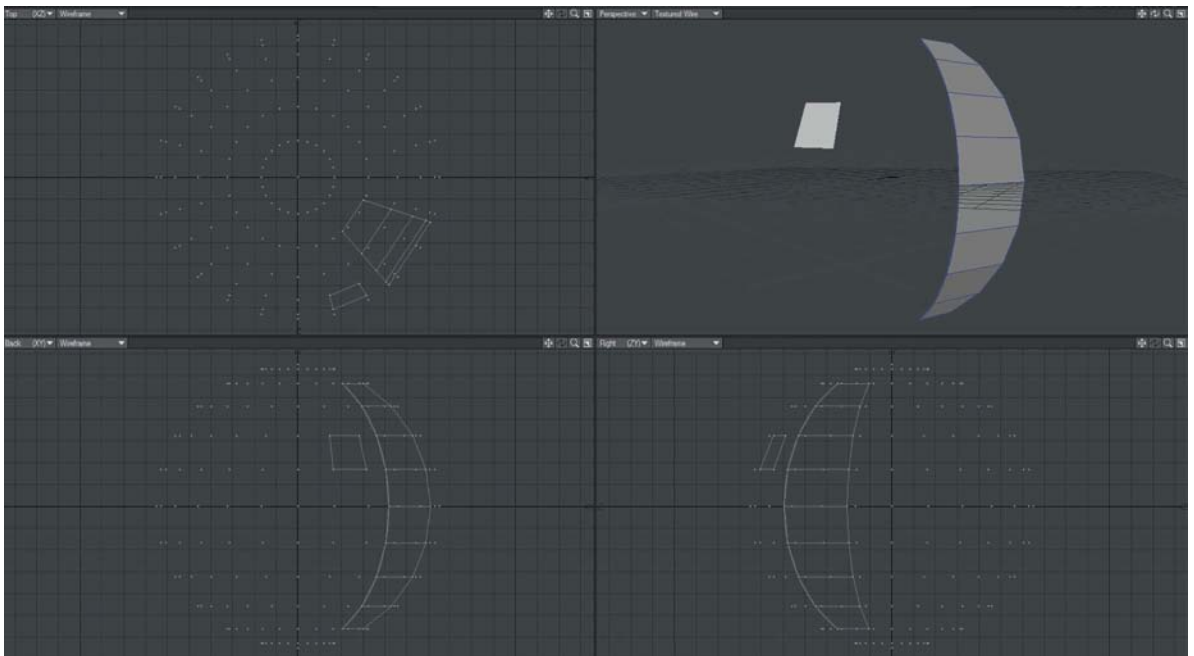 Top (XZ) Wireframe
Perspective Textured Wire
Back (XY) Wireframe
Right (ZY) Wireframe